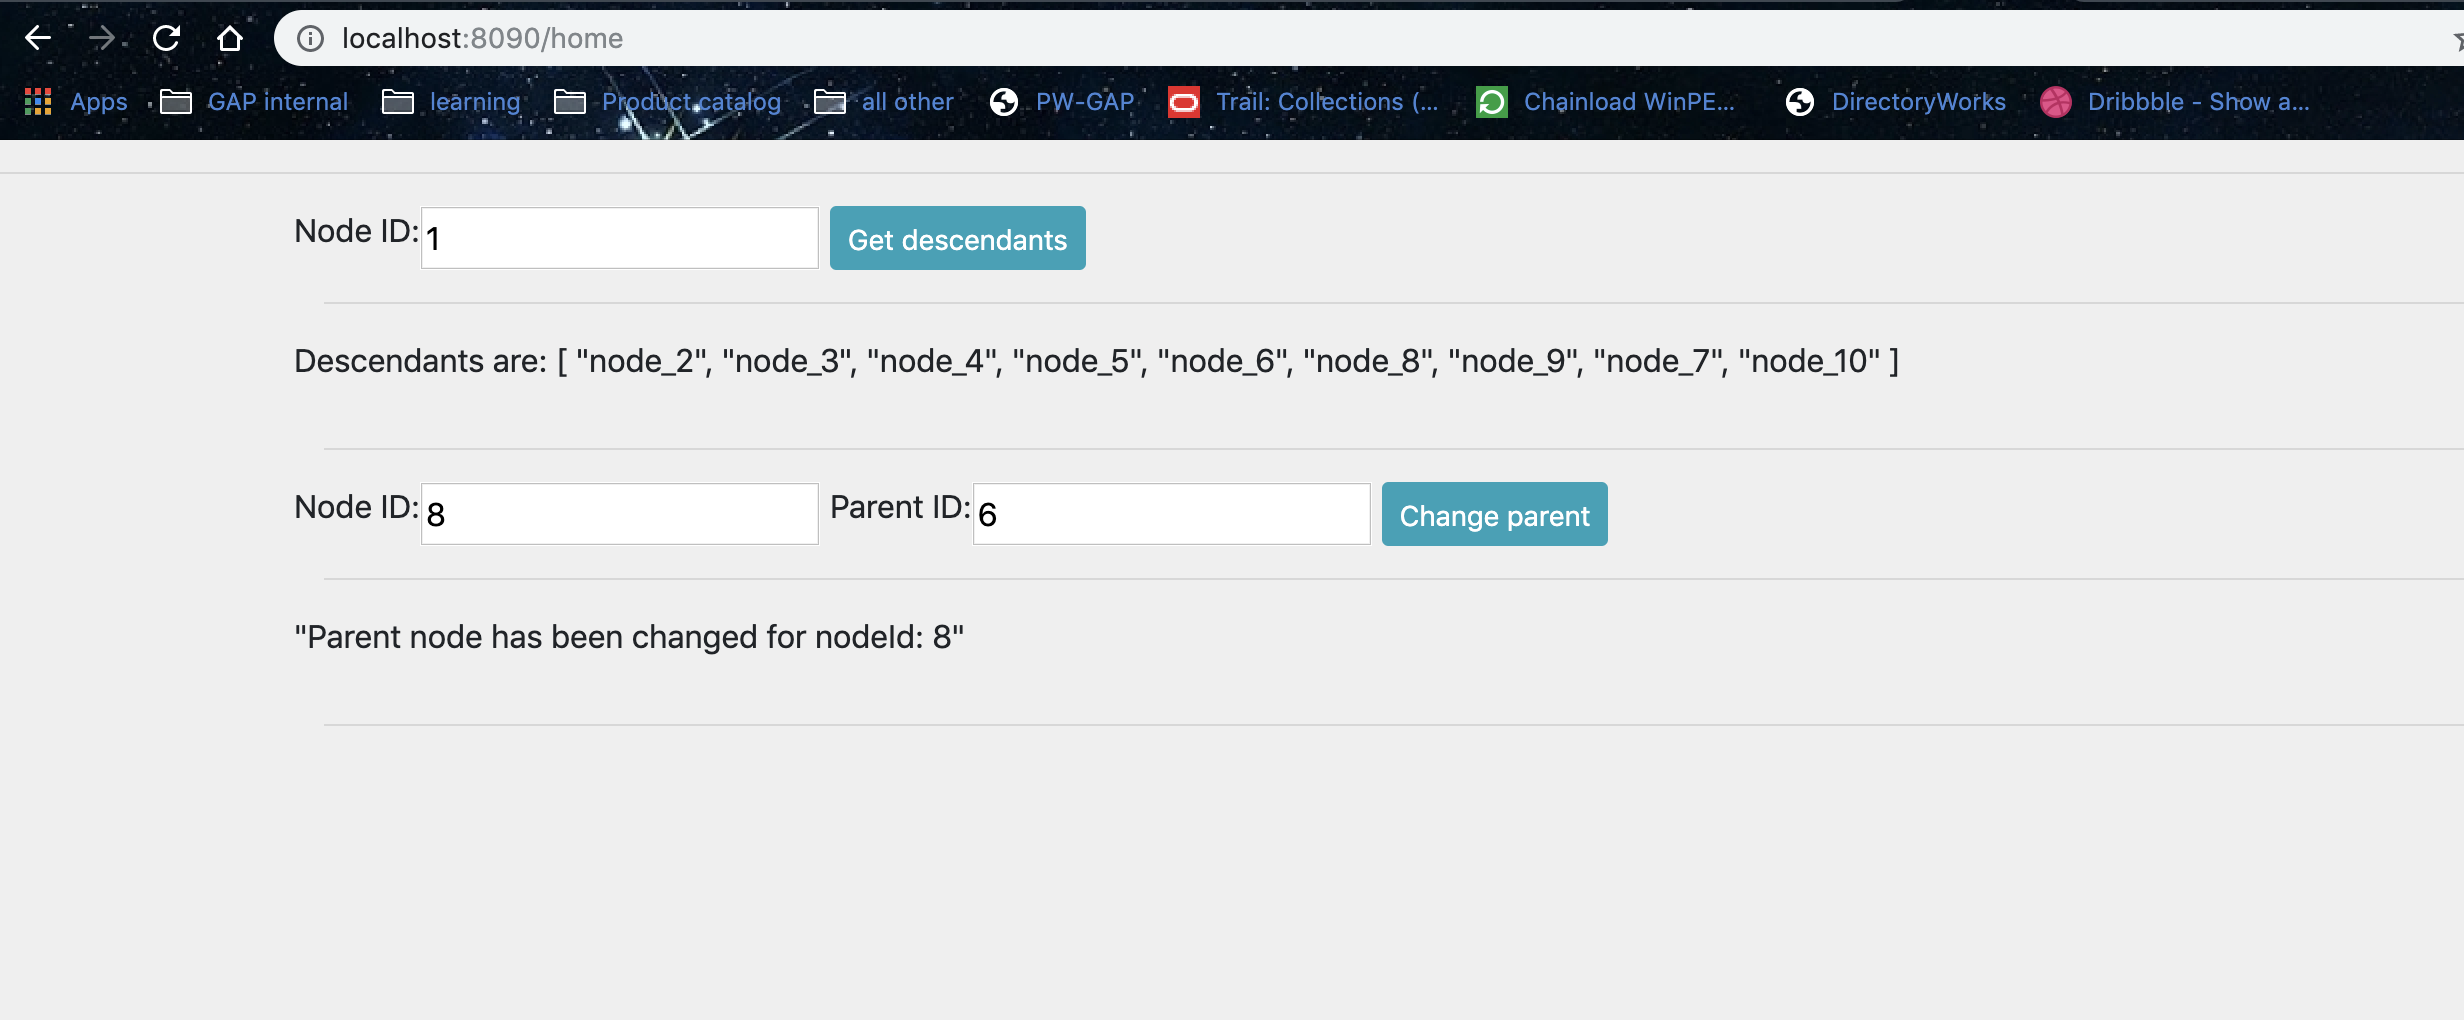 localhost:8090/home
Apps GAP internal learning Product catalog all other PW-GAP Trail: Collections (... Chainload WinPE... DirectoryWorks Dribbble - Show a...
Node ID: 1 Get descendants
Descendants are: [ "node_2", "node_3", "node_4", "node_5", "node_6", "node_8", "node_9", "node_7", "node_10" ]
Node ID: 8 Parent ID: 6 Change parent
"Parent node has been changed for nodeId: 8"